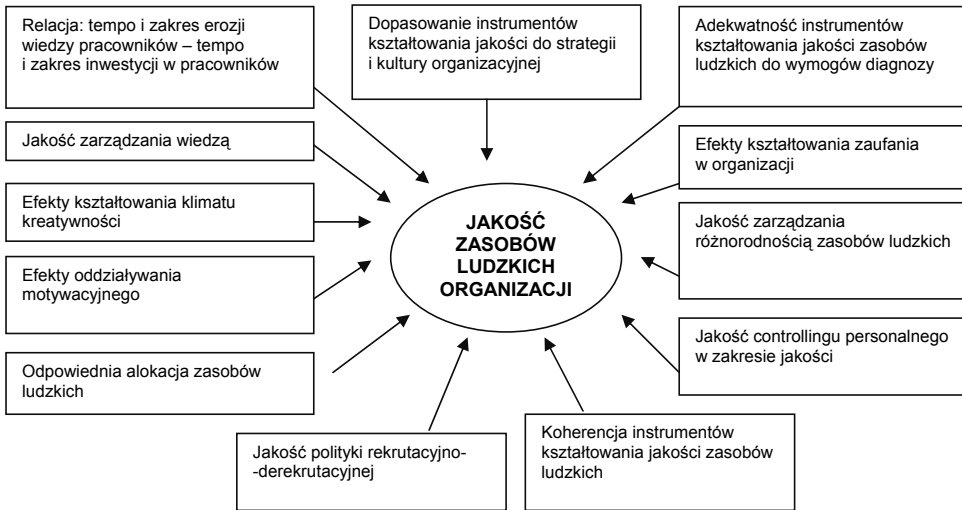 Relacja: tempo i zakres erozji
wiedzy pracowników – tempo
i zakres inwestycji w pracowników
Dopasowanie instrumentów
kształtowania jakości do strategii
i kultury organizacyjnej
Adekwatność instrumentów
kształtowania jakości zasobów
ludzkich do wymogów diagnozy
Jakość zarządzania wiedzą
Efekty kształtowania zaufania
w organizacji
Efekty kształtowania klimatu
kreatywności
JAKOŚĆ
ZASOBÓW
LUDZKICH
ORGANIZACJI
Jakość zarządzania
różnorodnością zasobów ludzkich
Efekty oddziaływania
motywacyjnego
Jakość controllingu personalnego
w zakresie jakości
Odpowiednia alokacja zasobów
ludzkich
Jakość polityki rekrutacyjno-
-derekrutacyjnej
Koherencja instrumentów
kształtowania jakości zasobów
ludzkich